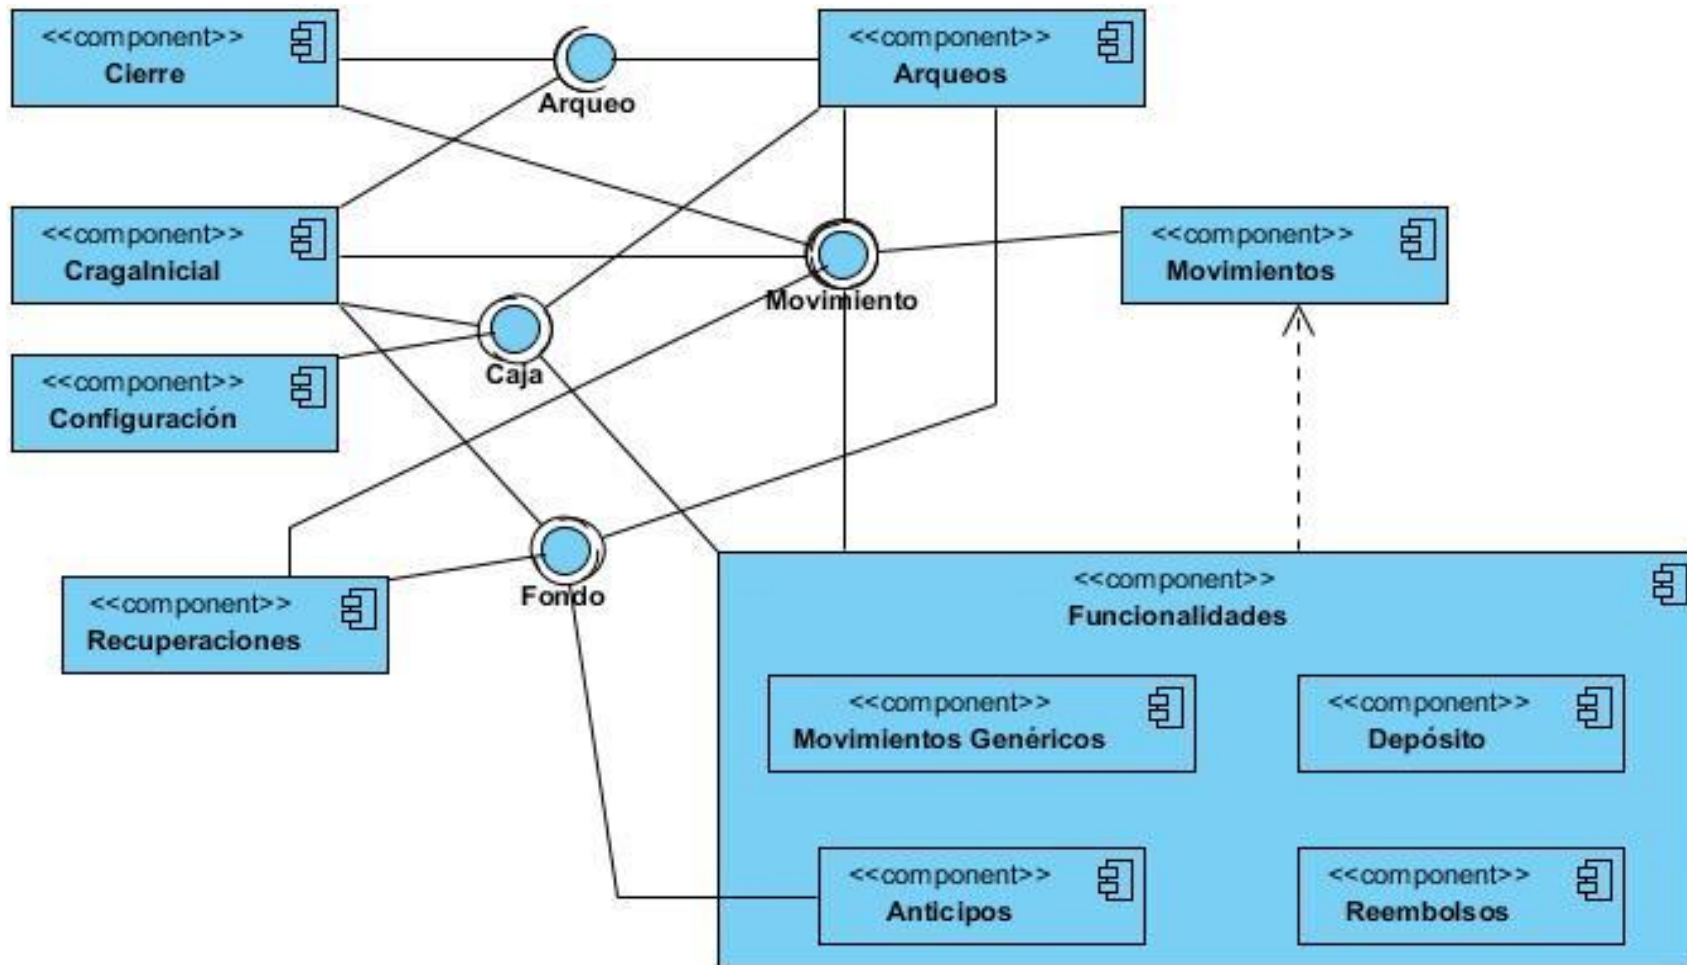 <<component>>
Cierre
Arqueo
<<component>>
Arqueos
<<component>>
CragaInicial
Movimiento
<<component>>
Movimientos
Caja
<<component>>
Configuración
Fondo
<<component>>
Recuperaciones
<<component>>
Funcionalidades
<<component>>
Movimientos Genéricos
<<component>>
Depósito
<<component>>
Anticipos
<<component>>
Reembolsos